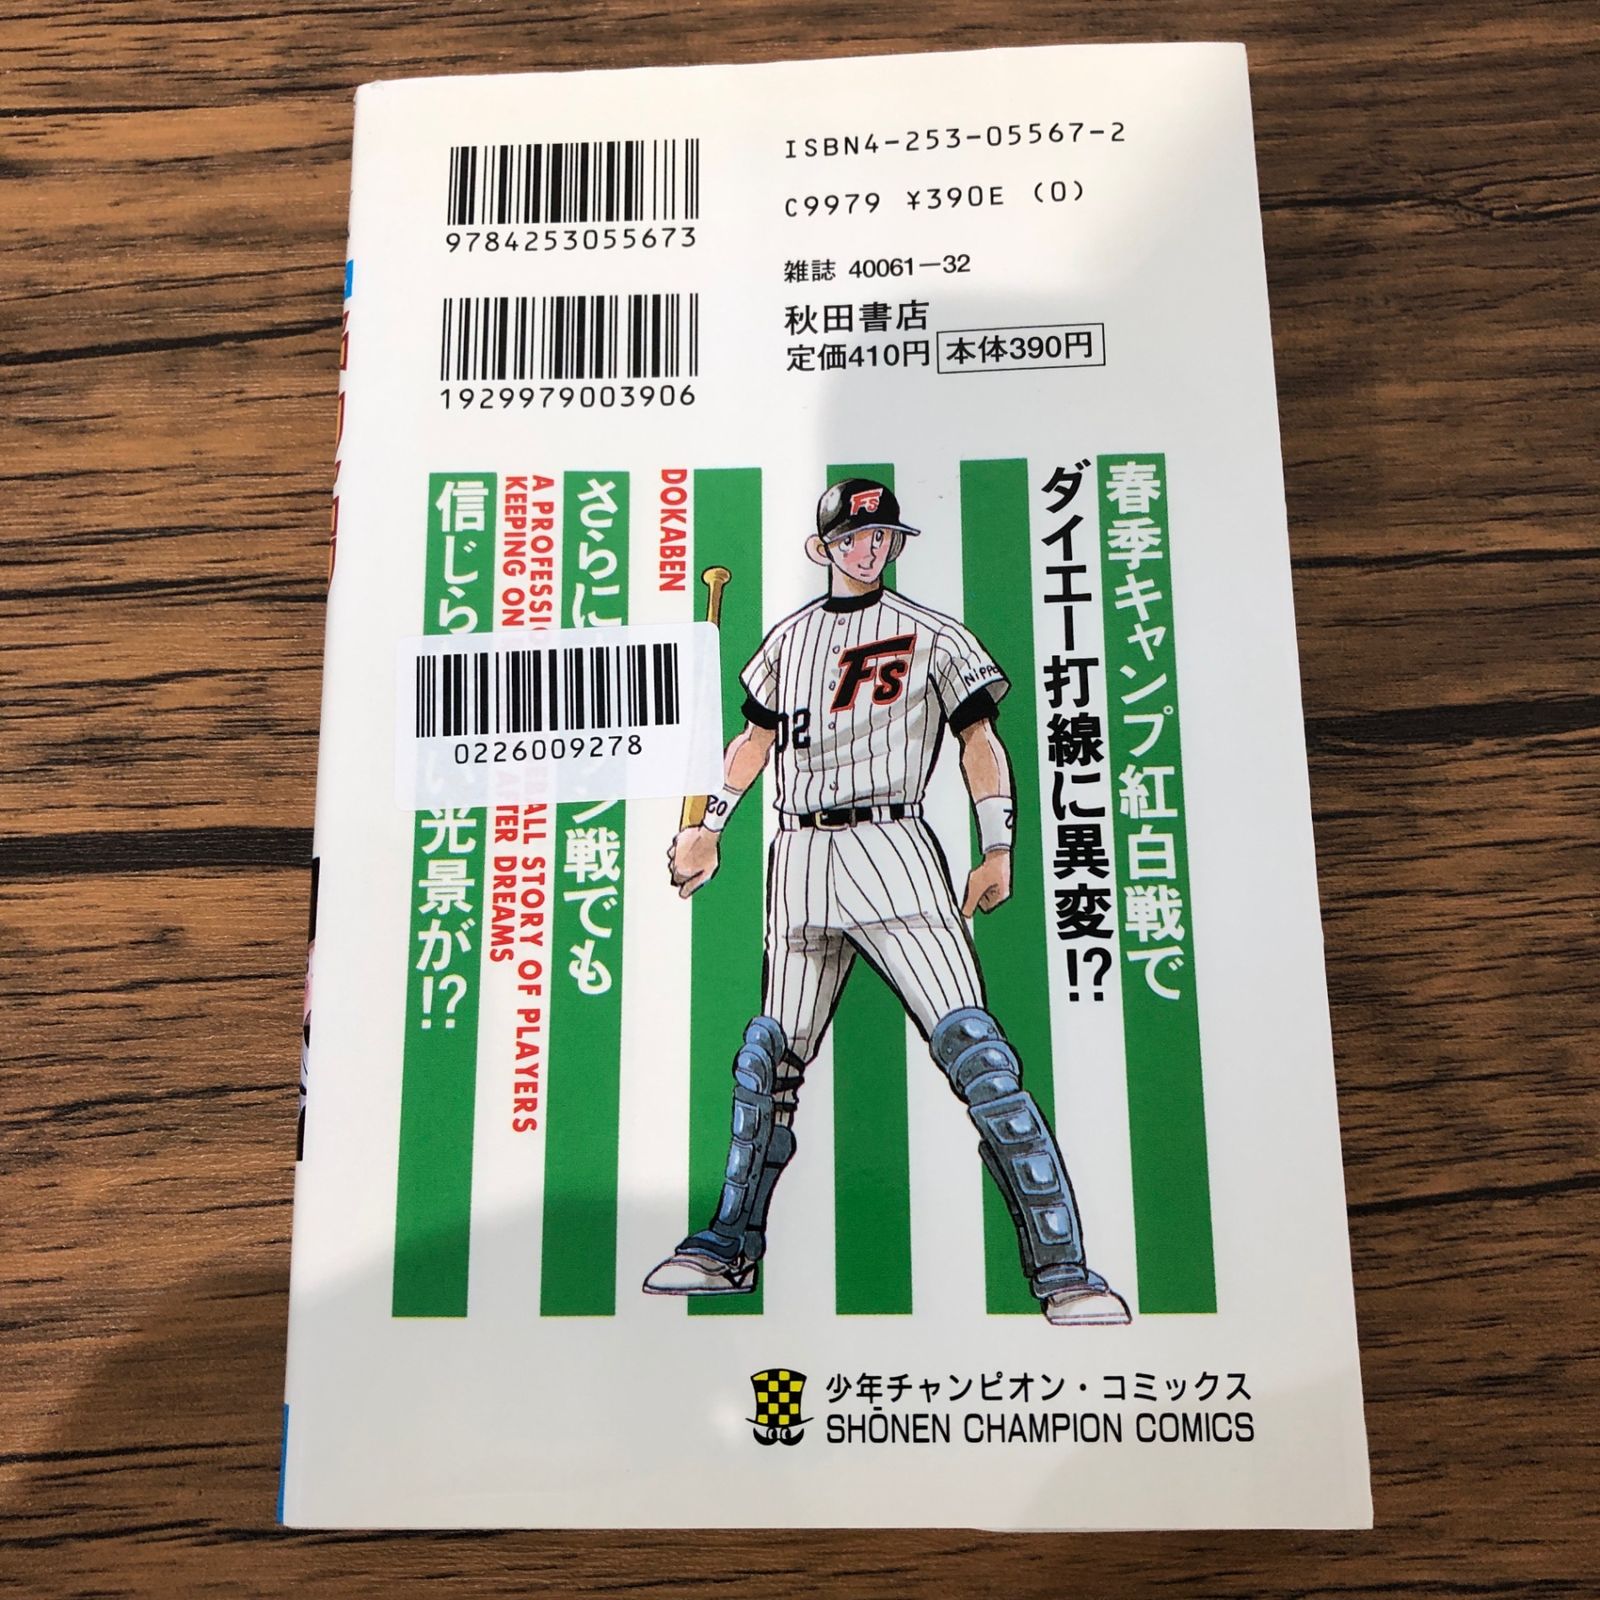 ISBN4-253-05567-2
C9979 ¥390E (0)
9784253055673
雑誌 40061-32
秋田書店
定価410円 本体390円
1929979003906
春季キャンプ紅白戦で
ダイエー打線に異変!?
DOKABEN
さらに
戦でも
A PROFESSIO
STORY OF PLAYERS
KEEPING ON
DREAMS
信じら
い光景が!?
0226009278
Fs
Fs
02
少年チャンピオン・コミックス
SHŌNEN CHAMPION COMICS